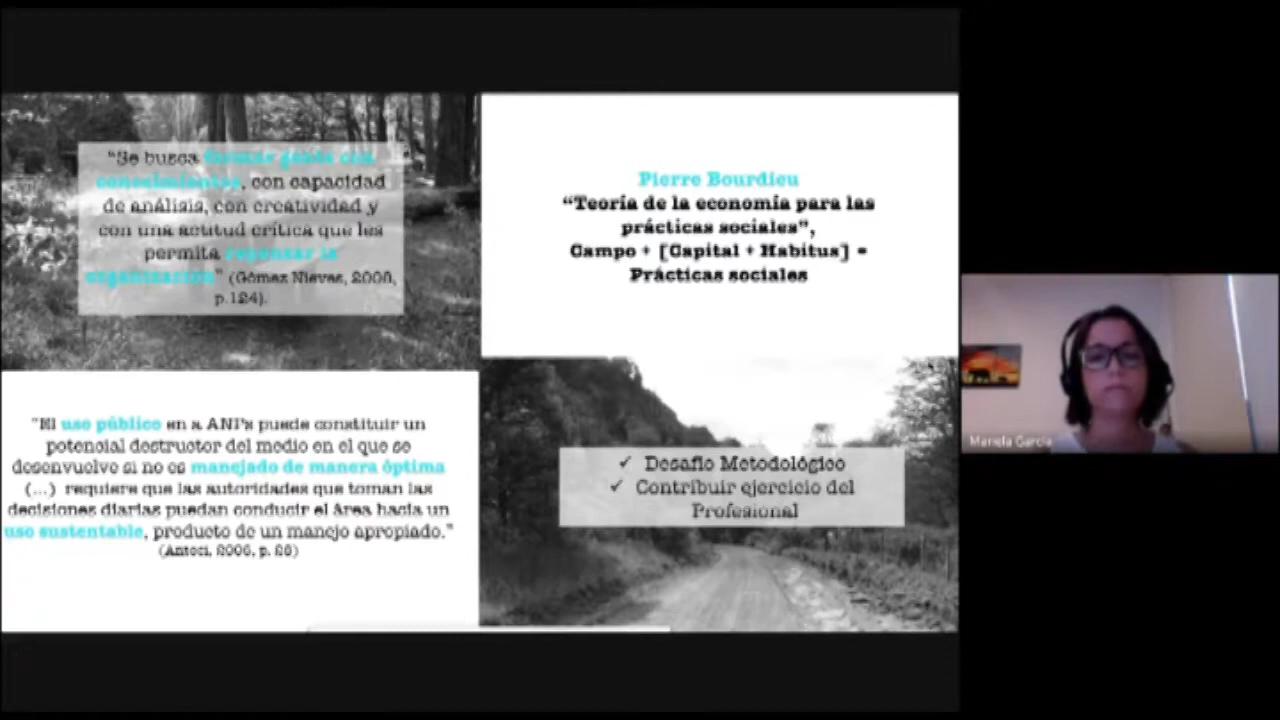 “Se busca formar gente con
conocimientos, con capacidad
de análisis, con creatividad y
con una actitud crítica que les
permita repensar la
organización” (Gómez Nieves, 2000,
p.124).
Pierre Bourdieu
“Teoría de la economía para las
prácticas sociales”,
Campo + [Capital + Habitus] =
Prácticas sociales
“El uso público en a ANP's puede constituir un
potencial destructor del medio en el que se
desenvuelve si no es manejado de manera óptima
(...) requiere que las autoridades que toman las
decisiones diarias puedan conducir el área hacia un
uso sustentable, producto de un manejo apropiado.”
p.
✓ Desafío Metodológico
✓ Contribuir ejercicio del
Profesional
Mariela García